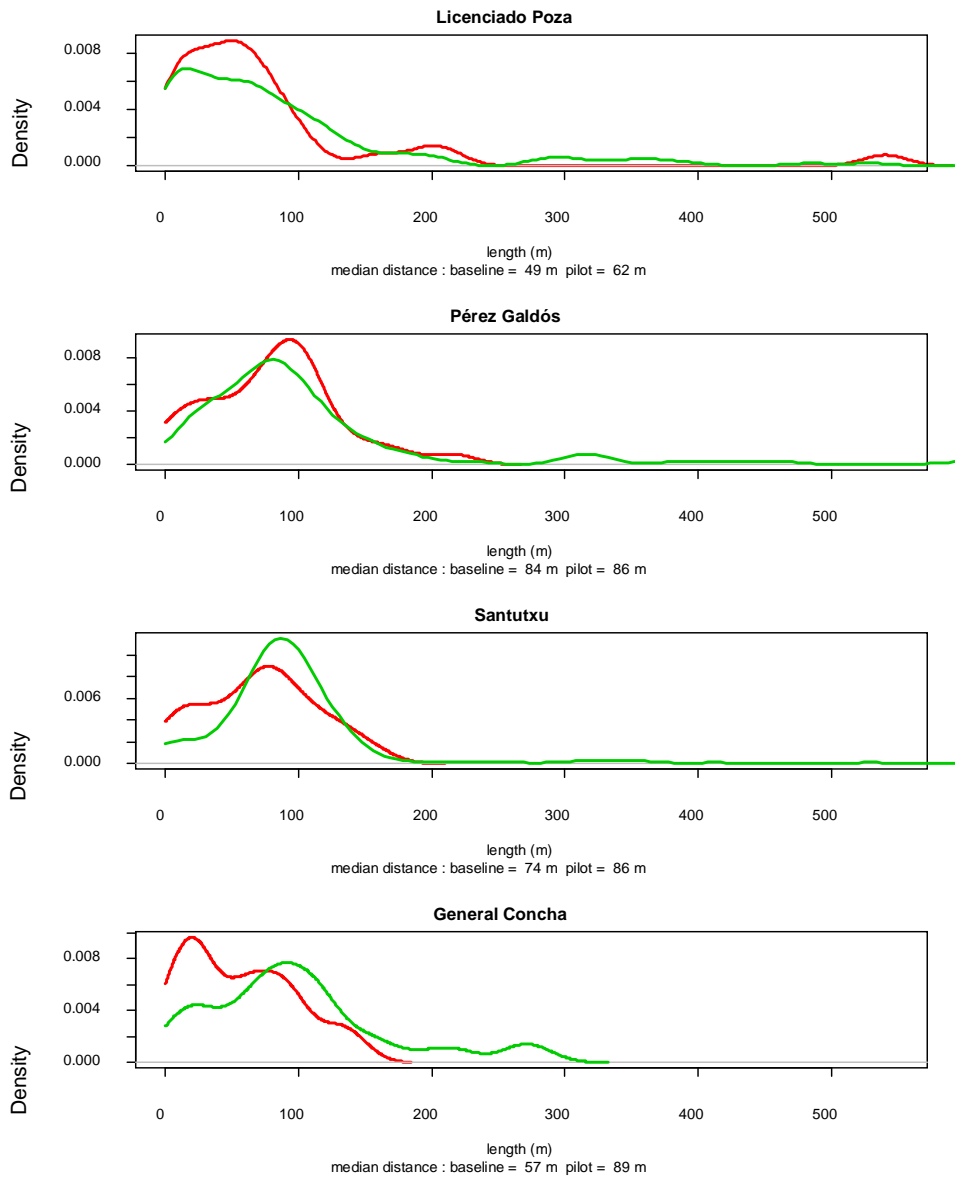 Licenciado Poza
Density
0.008
0.004
0.000
0 100 200 300 400 500
length (m)
median distance : baseline = 49 m pilot = 62 m
Pérez Galdós
Density
0.008
0.004
0.000
0 100 200 300 400 500
length (m)
median distance : baseline = 84 m pilot = 86 m
Santutxu
Density
0.006
0.000
0 100 200 300 400 500
length (m)
median distance : baseline = 74 m pilot = 86 m
General Concha
Density
0.008
0.004
0.000
0 100 200 300 400 500
length (m)
median distance : baseline = 57 m pilot = 89 m